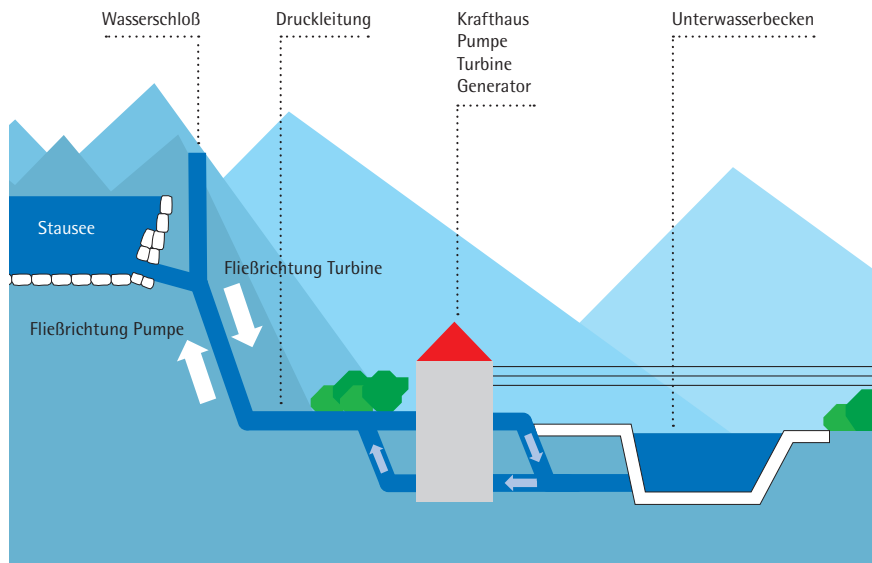 Wasserschloß
Druckleitung
Krafthaus
Pumpe
Turbine
Generator
Unterwasserbecken
Stausee
Fließrichtung Turbine
Fließrichtung Pumpe